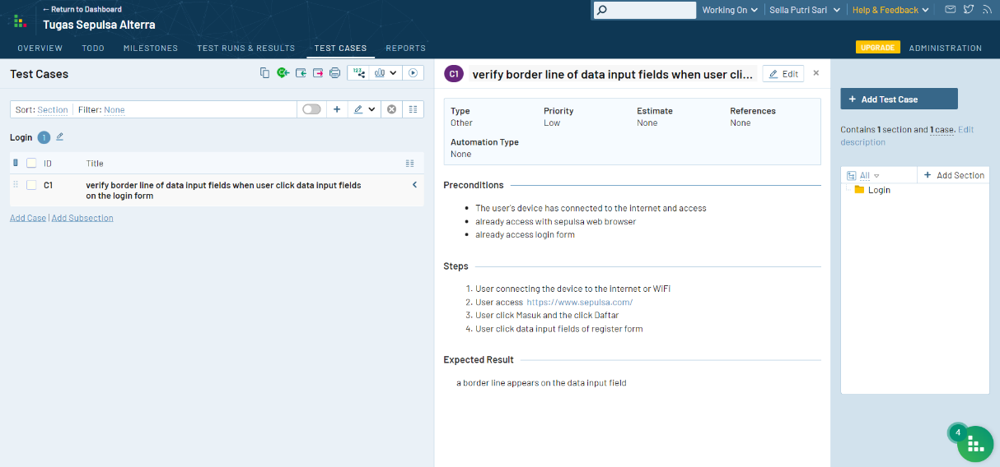 ← Return to Dashboard
Tugas Sepulsa Alterra
Working On
Sella Putri Sari
Help & Feedback
OVERVIEW
TODO
MILESTONES
TEST RUNS & RESULTS
TEST CASES
REPORTS
UPGRADE
ADMINISTRATION
Test Cases
123
Sort: Section
Filter: None
Login 1
ID
Title
C1
verify border line of data input fields when user click data input fields
on the login form
Add Case | Add Subsection
C1 verify border line of data input fields when user cli...
Edit
Type
Priority
Estimate
References
Other
Low
None
None
Automation Type
None
Preconditions
• The user's device has connected to the internet and access
• already access with sepulsa web browser
• already access login form
Steps
1. User connecting the device to the internet or WiFi
2. User access https://www.sepulsa.com/
3. User click Masuk and the click Daftar
4. User click data input fields of register form
Expected Result
a border line appears on the data input field
+ Add Test Case
Contains 1 section and 1 case. Edit
description
All
+ Add Section
Login
4